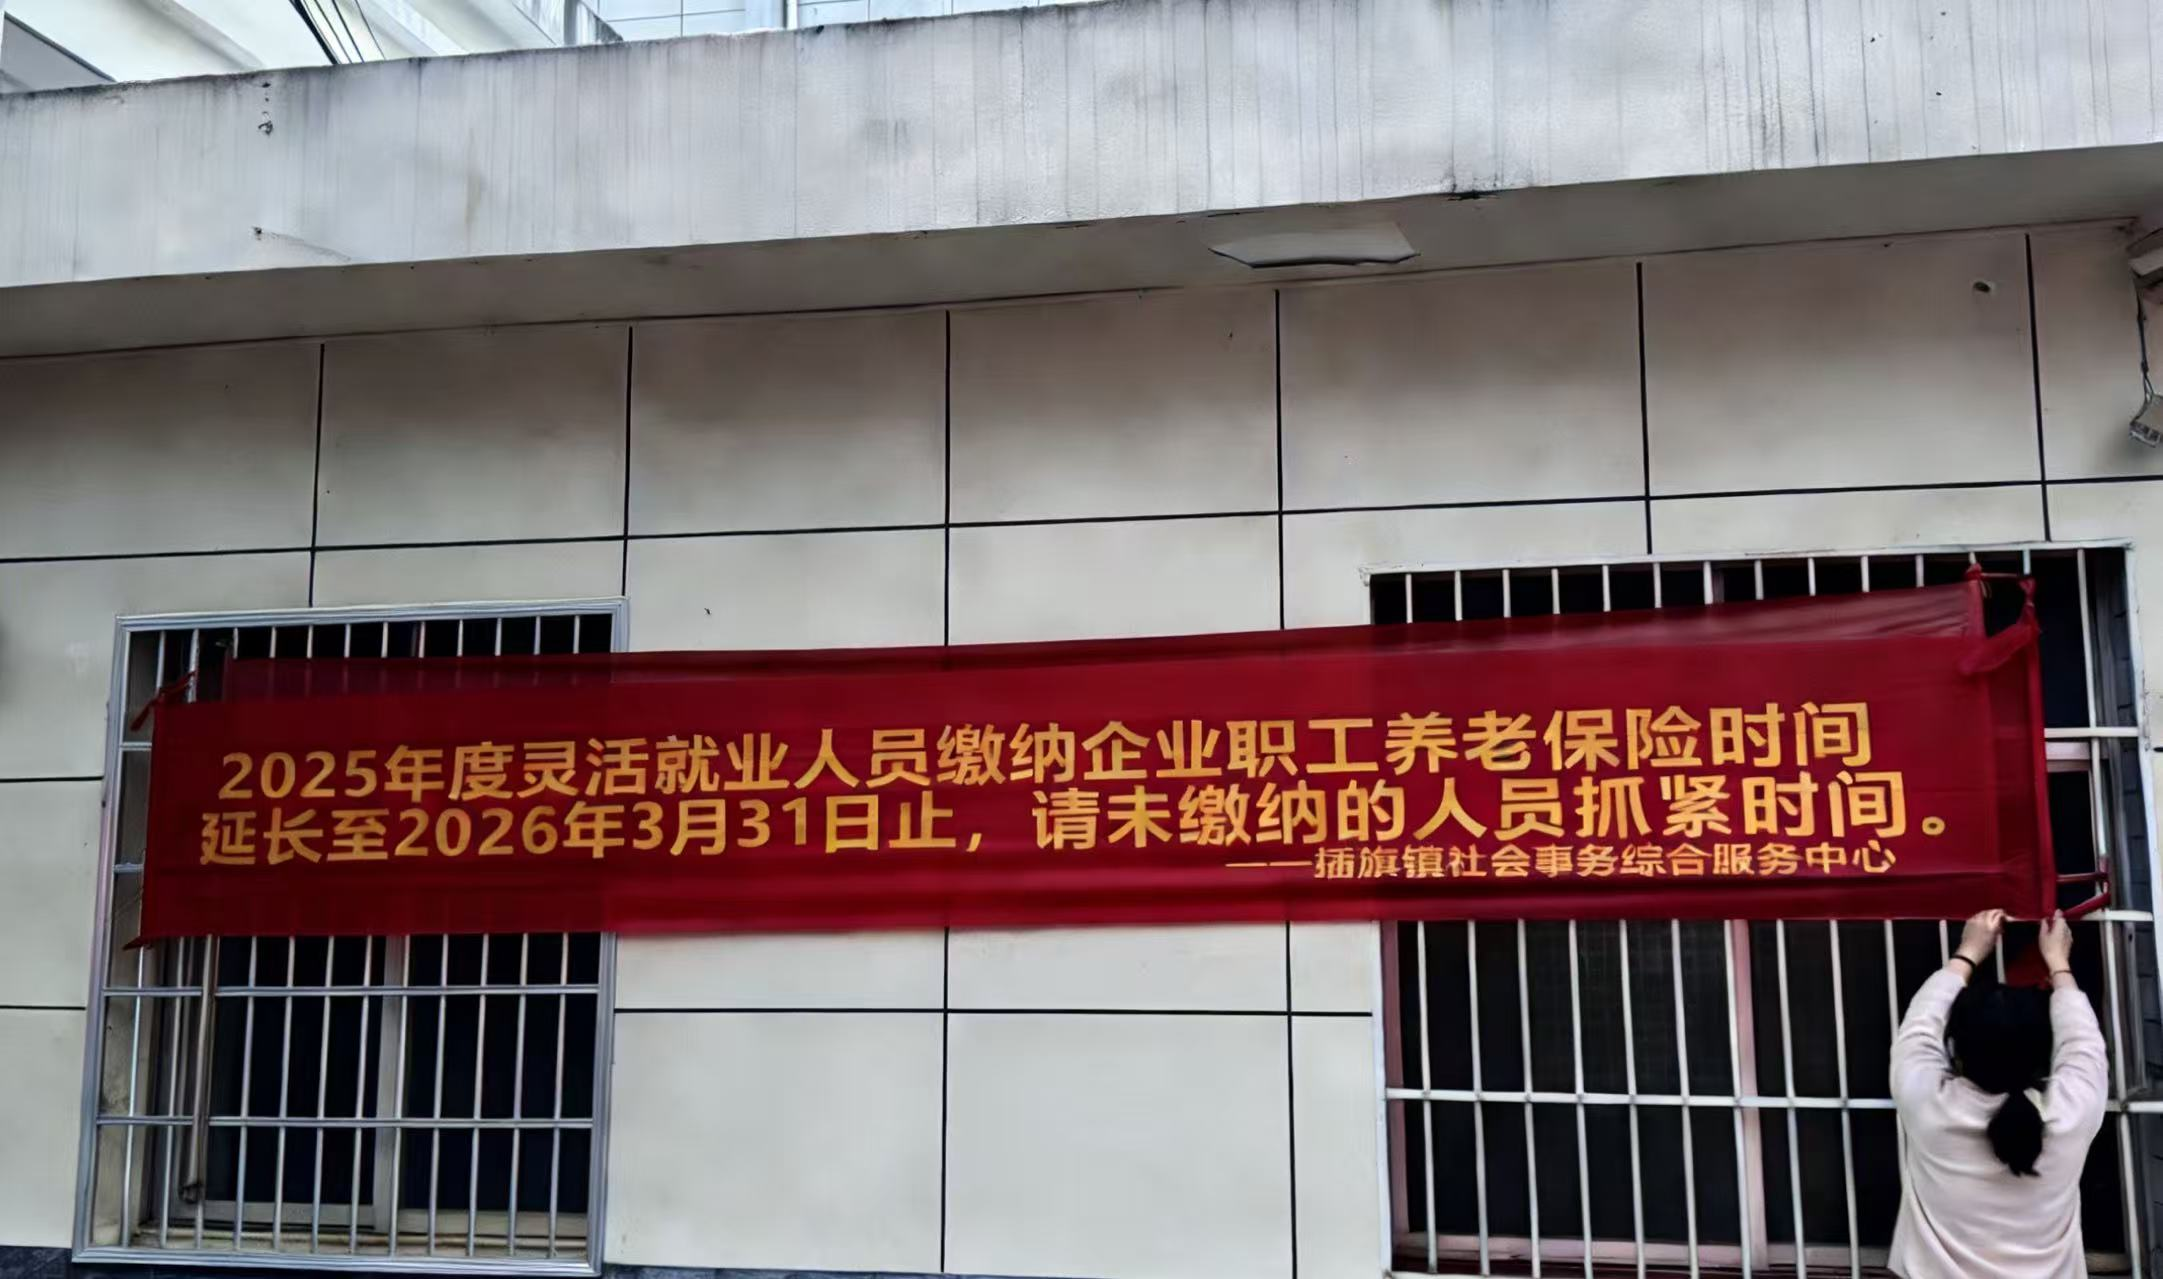 2025年度灵活就业人员缴纳企业职工养老保险时间
延长至2026年3月31日止，请未缴纳的人员抓紧时间。
——插旗镇社会事务综合服务中心